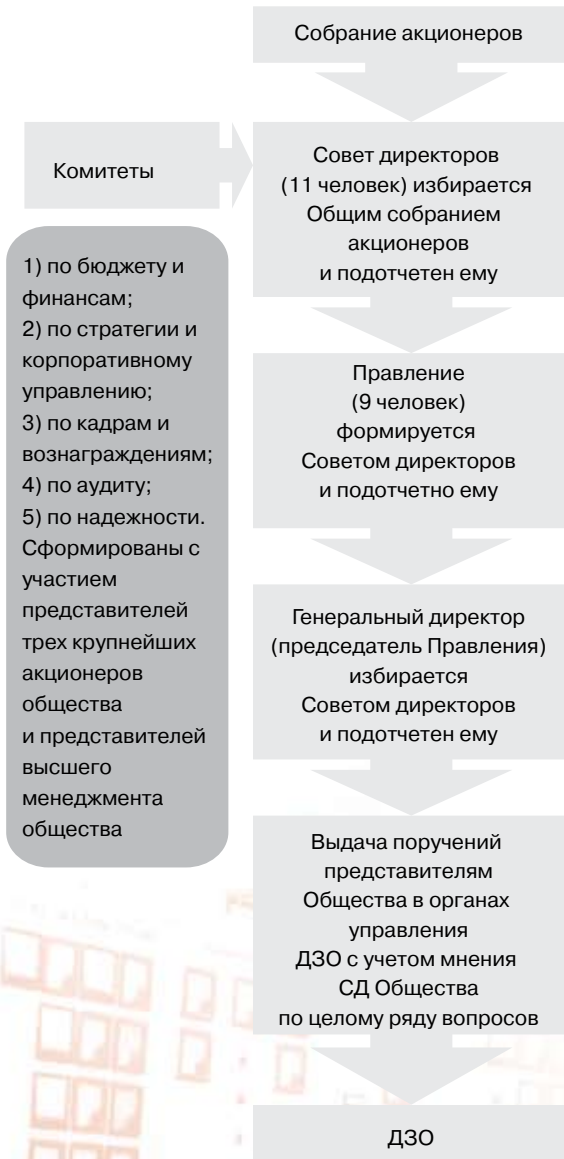 Собрание акционеров
Комитеты
Совет директоров
(11 человек) избирается
Общим собранием
акционеров
и подотчетен ему
1) по бюджету и
финансам;
2) по стратегии и
корпоративному
управлению;
3) по кадрам и
вознаграждениям;
4) по аудиту;
5) по надежности.
Сформированы с
участием
представителей
трех крупнейших
акционеров
общества
и представителей
высшего
менеджмента
общества
Правление
(9 человек)
формируется
Советом директоров
и подотчетно ему
Генеральный директор
(председатель Правления)
избирается
Советом директоров
и подотчетен ему
Выдача поручений
представителям
Общества в органах
управления
ДЗО с учетом мнения
СД Общества
по целому ряду вопросов
ДЗО